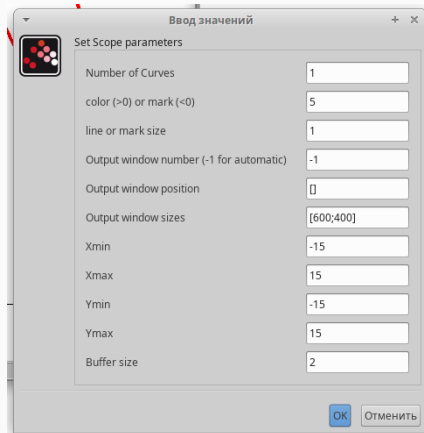 Ввод значений
Set Scope parameters
Number of Curves 1
color (>0) or mark (<0) 5
line or mark size 1
Output window number (-1 for automatic) -1
Output window position []
Output window sizes [600;400]
Xmin -15
Xmax 15
Ymin -15
Ymax 15
Buffer size 2
OK Отменить